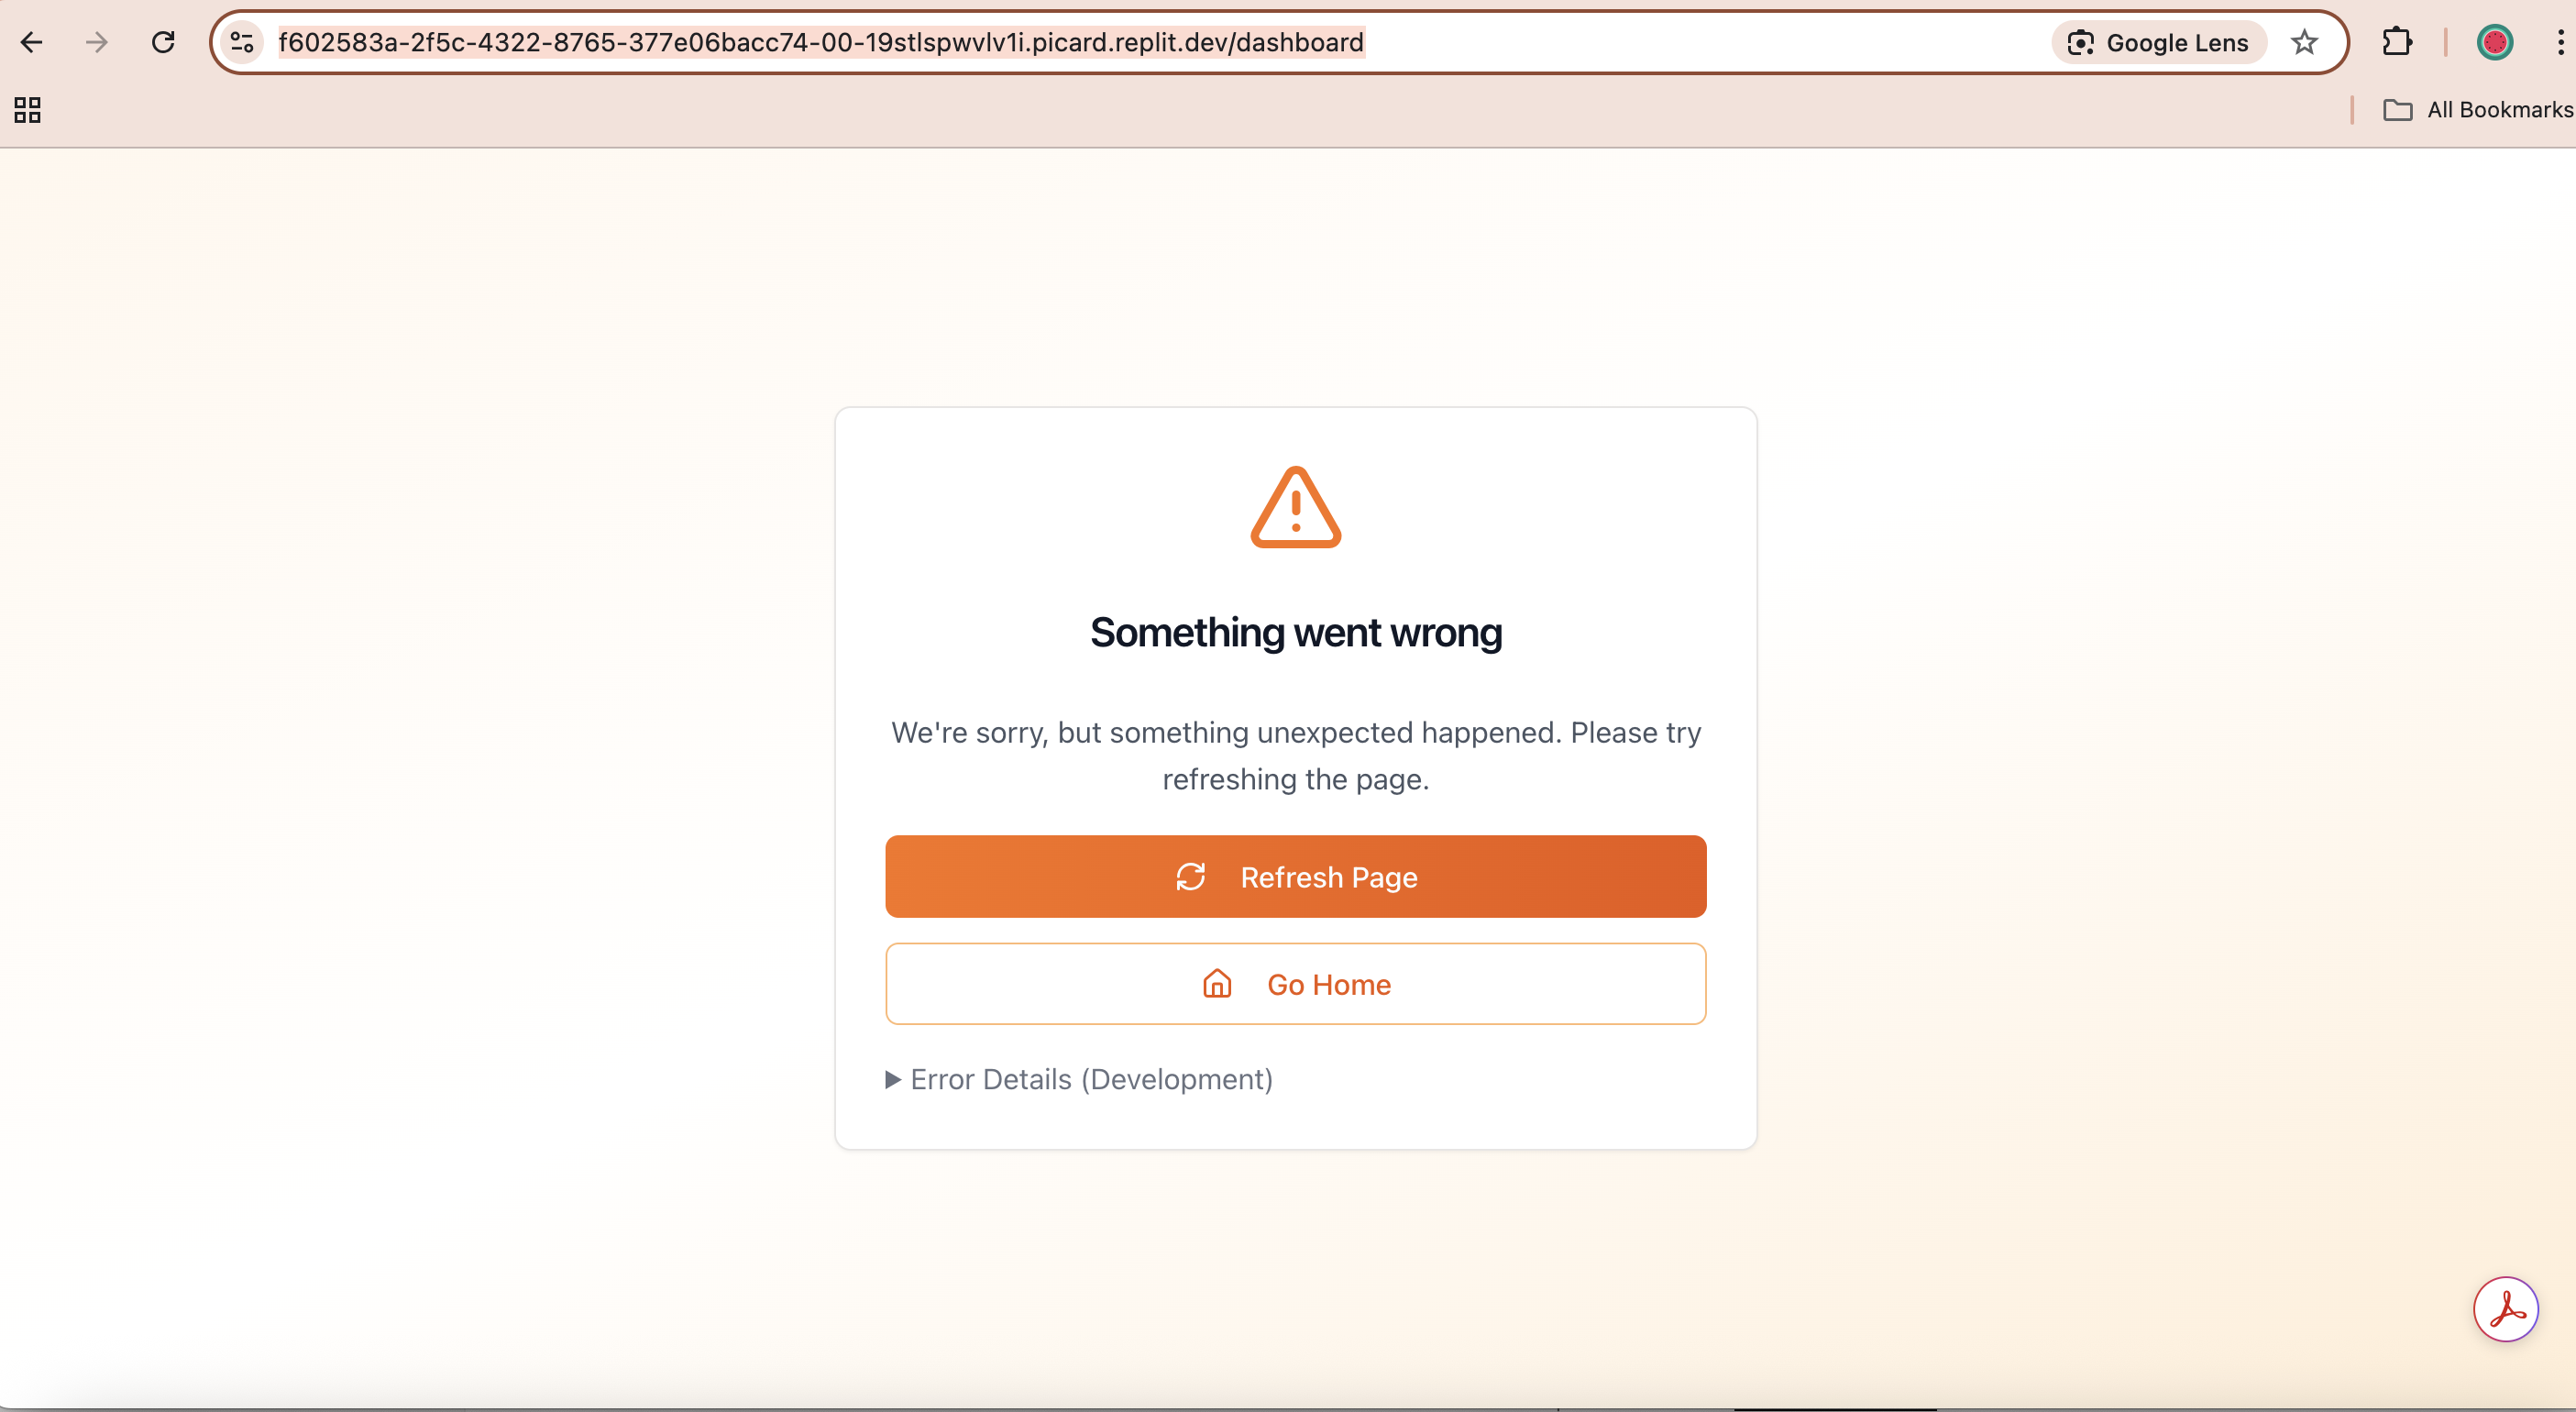 f602583a-2f5c-4322-8765-377e06bacc74-00-19stlspwvlv1i.picard.replit.dev/dashboard
Google Lens
All Bookmarks
Something went wrong
We're sorry, but something unexpected happened. Please try
refreshing the page.
Refresh Page
Go Home
Error Details (Development)